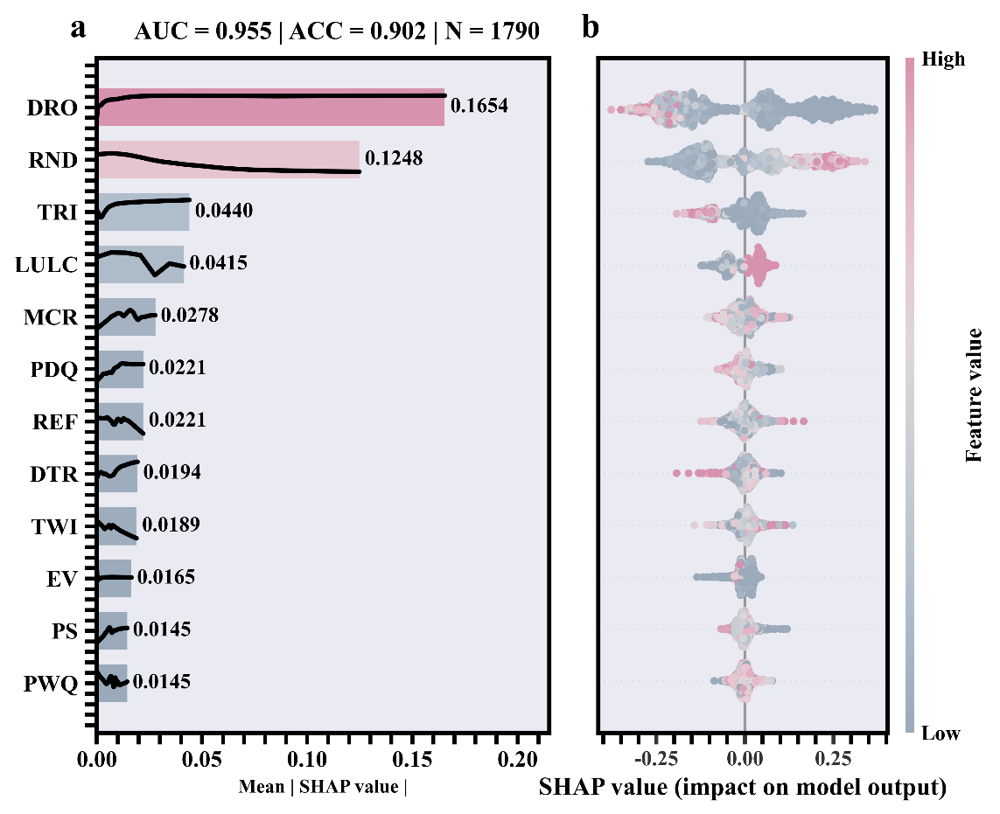 a
AUC = 0.955 | ACC = 0.902 | N = 1790
DRO
0.1654
RND
0.1248
TRI
0.0440
LULC
0.0415
MCR
0.0278
PDQ
0.0221
REF
0.0221
DTR
0.0194
TWI
0.0189
EV
0.0165
PS
0.0145
PWQ
0.0145
0.00 0.05 0.10 0.15 0.20
Mean | SHAP value |
b
-0.25 0.00 0.25
SHAP value (impact on model output)
High
Low
Feature value